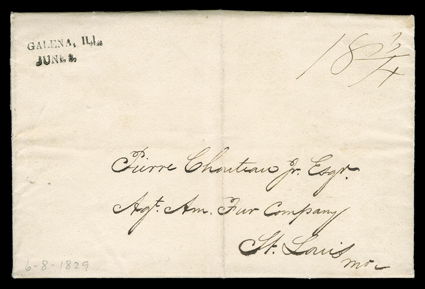 GALENA, ILL.
JUNE 8.
18 3/4
Pierre Chouteau Jr. Esqr.
Agt. Am. Fur Company
St. Louis
Mo
6-8-1829